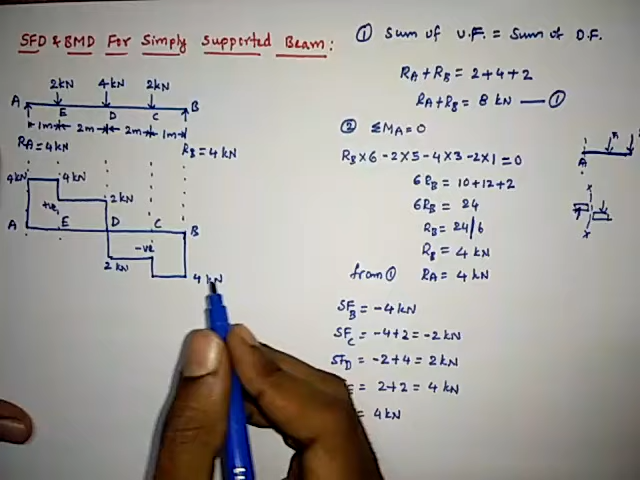 SFD & BMD For Simply Supported Beam:
2kN 4kN 2kN
A E D C B
1m 2m 2m 1m
RA=4kN RB=4kN
4kN 4kN
+ve 2kN
A E D C B
-ve
2kN
4kN
① Sum of U.F. = Sum of D.F.
RA+RB = 2+4+2
RA+RB = 8 kN — ①
② ΣMA=0
RB×6 -2×5 -4×3 -2×1 =0
6RB = 10+12+2
6RB = 24
RB = 24/6
RB = 4 kN
from ① RA = 4 kN
SFB = -4kN
SFC = -4+2 = -2kN
SFD = -2+4 = 2kN
= 2+2 = 4 kN
= 4kN
A
x
x